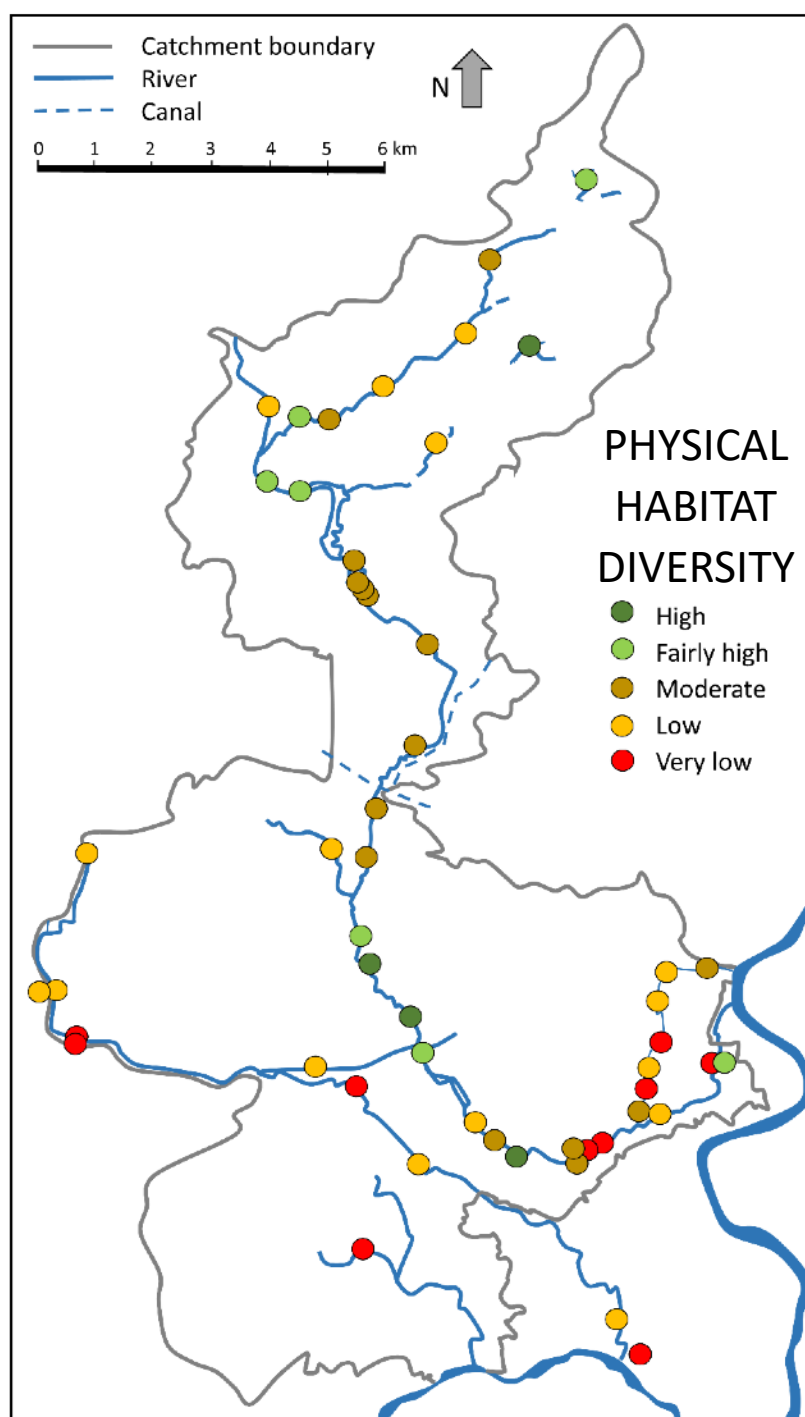 Catchment boundary
River
Canal
N
0 1 2 3 4 5 6 km
PHYSICAL
HABITAT
DIVERSITY
High
Fairly high
Moderate
Low
Very low